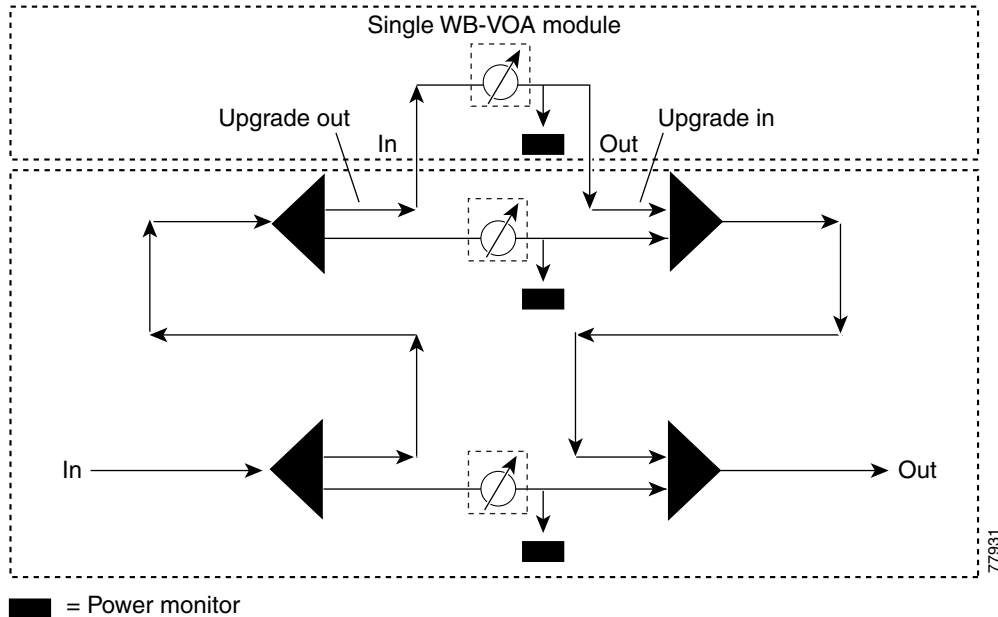 Single WB-VOA module
Upgrade out
In
Out
Upgrade in
In
Out
77931
= Power monitor